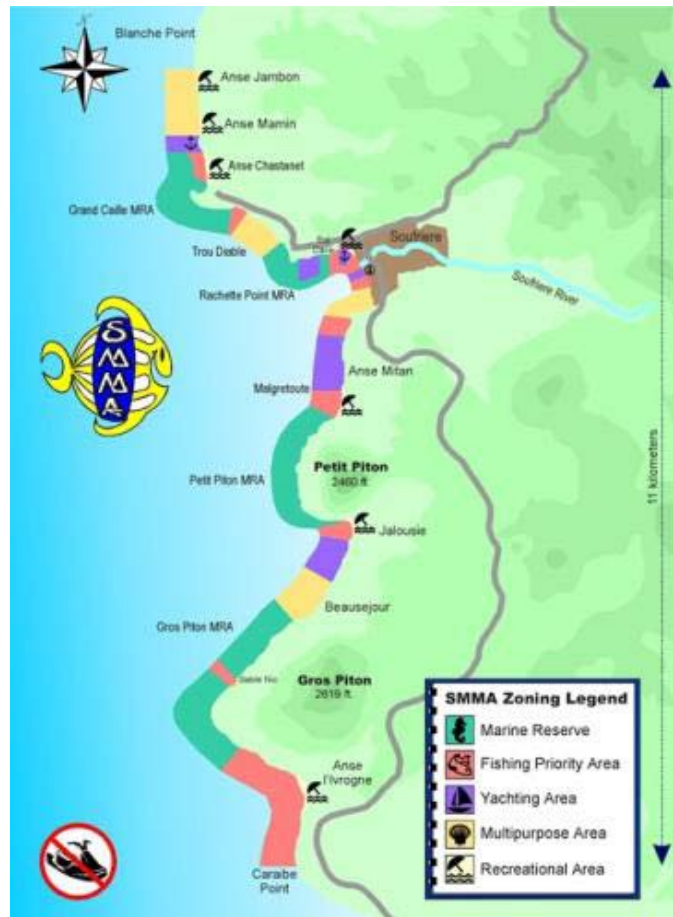 N
Blanche Point
Anse Jambon
Anse Mamin
Anse Chastanet
Grand Caille MRA
Trou Diable
Soufriere
Rachette Point MRA
Soufriere River
SMMA
Anse Mitan
Malgretoute
Petit Piton
2460 ft
Petit Piton MRA
11 kilometers
Jalousie
Beausejour
Gros Piton MRA
Gros Piton
2619 ft.
SMMA Zoning Legend
Marine Reserve
Fishing Priority Area
Yachting Area
Multipurpose Area
Recreational Area
Anse
l'Ivrogne
Caraibe
Point